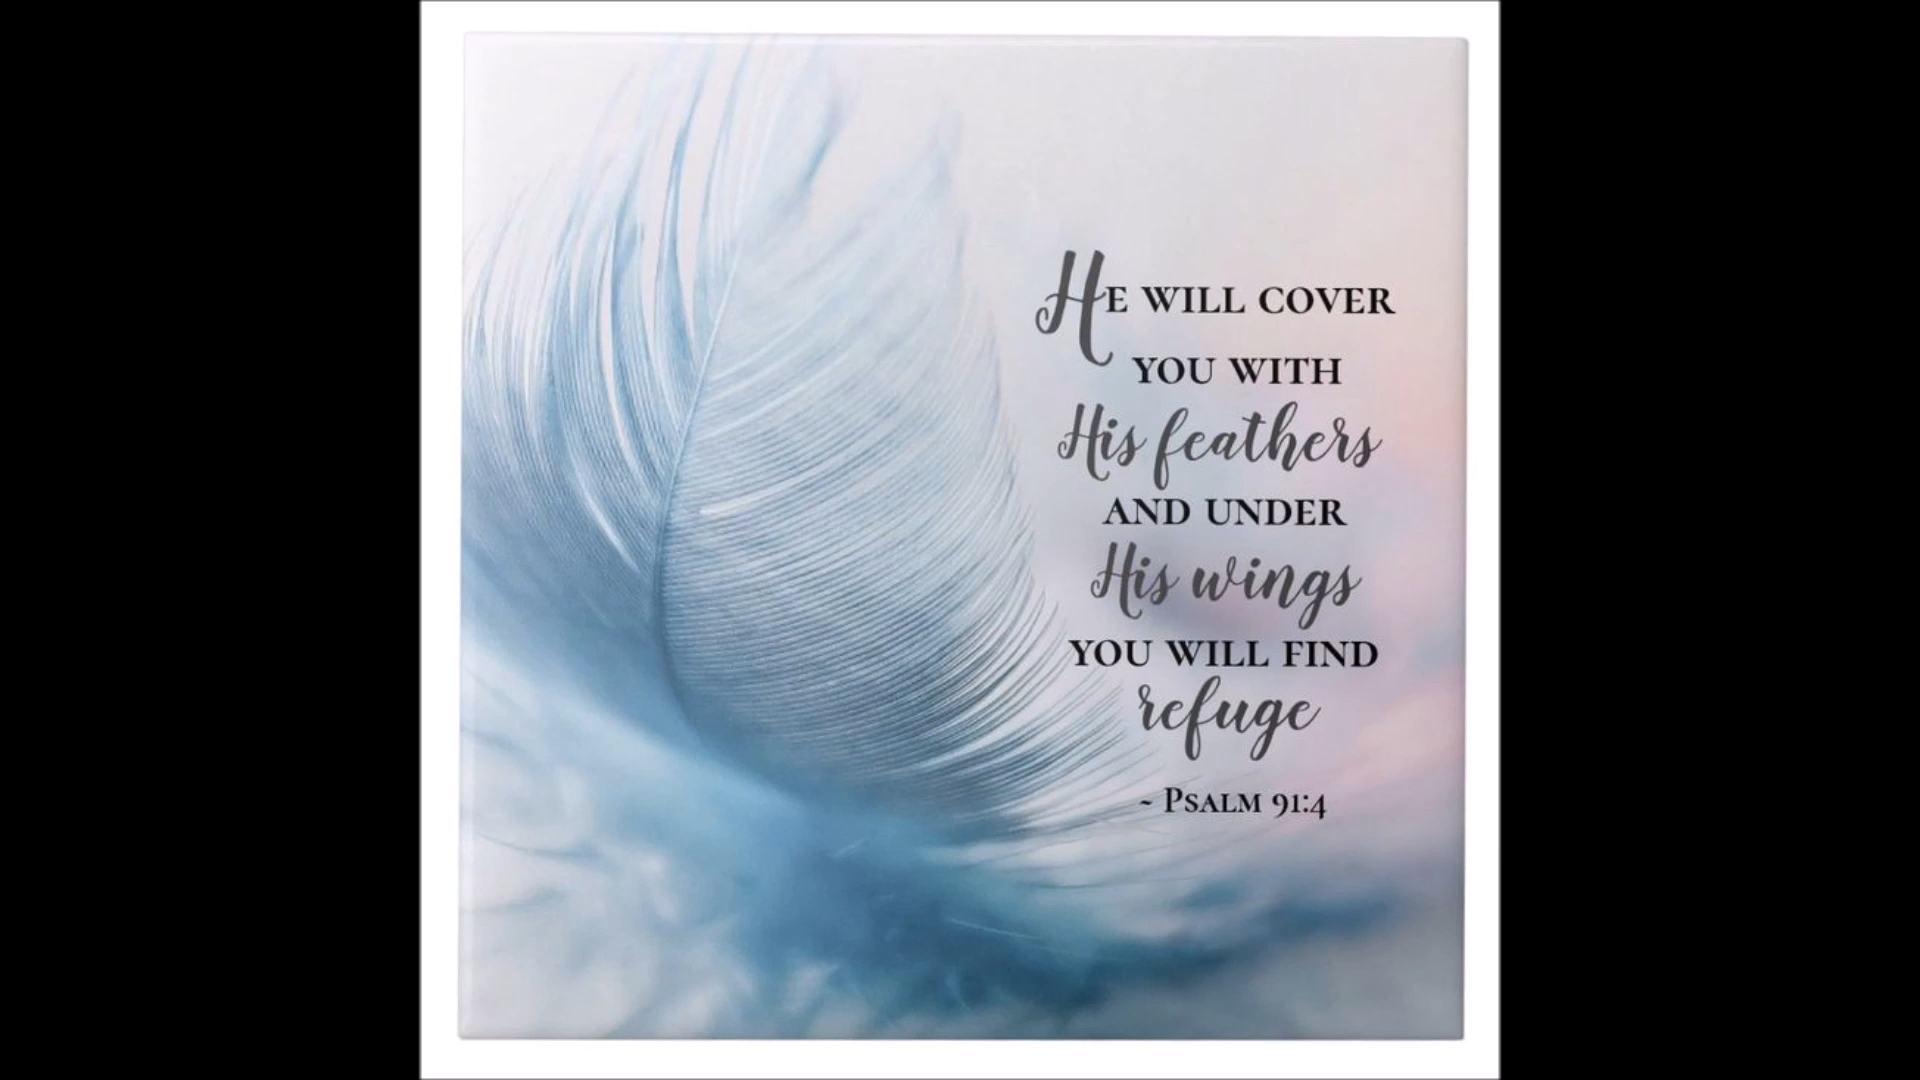 He will cover
you with
His feathers
and under
His wings
you will find
refuge
~ Psalm 91:4